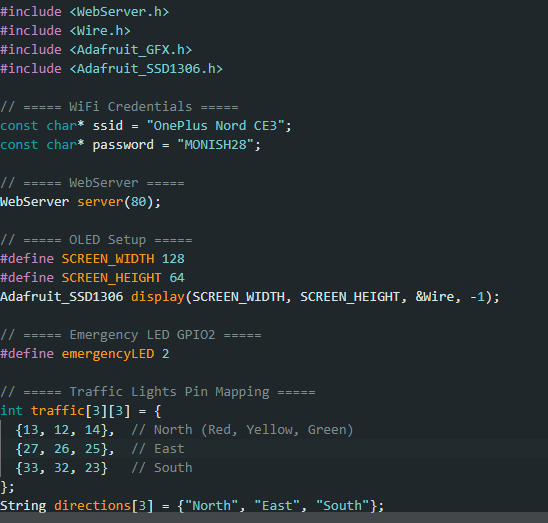 #include <WebServer.h>
#include <Wire.h>
#include <Adafruit_GFX.h>
#include <Adafruit_SSD1306.h>
// ===== WiFi Credentials =====
const char* ssid = "OnePlus Nord CE3";
const char* password = "MONISH28";
// ===== WebServer =====
WebServer server(80);
// ===== OLED Setup =====
#define SCREEN_WIDTH 128
#define SCREEN_HEIGHT 64
Adafruit_SSD1306 display(SCREEN_WIDTH, SCREEN_HEIGHT, &Wire, -1);
// ===== Emergency LED GPIO2 =====
#define emergencyLED 2
// ===== Traffic Lights Pin Mapping =====
int traffic[3][3] = {
  {13, 12, 14},  // North (Red, Yellow, Green)
  {27, 26, 25},  // East
  {33, 32, 23}   // South
};
String directions[3] = {"North", "East", "South"};